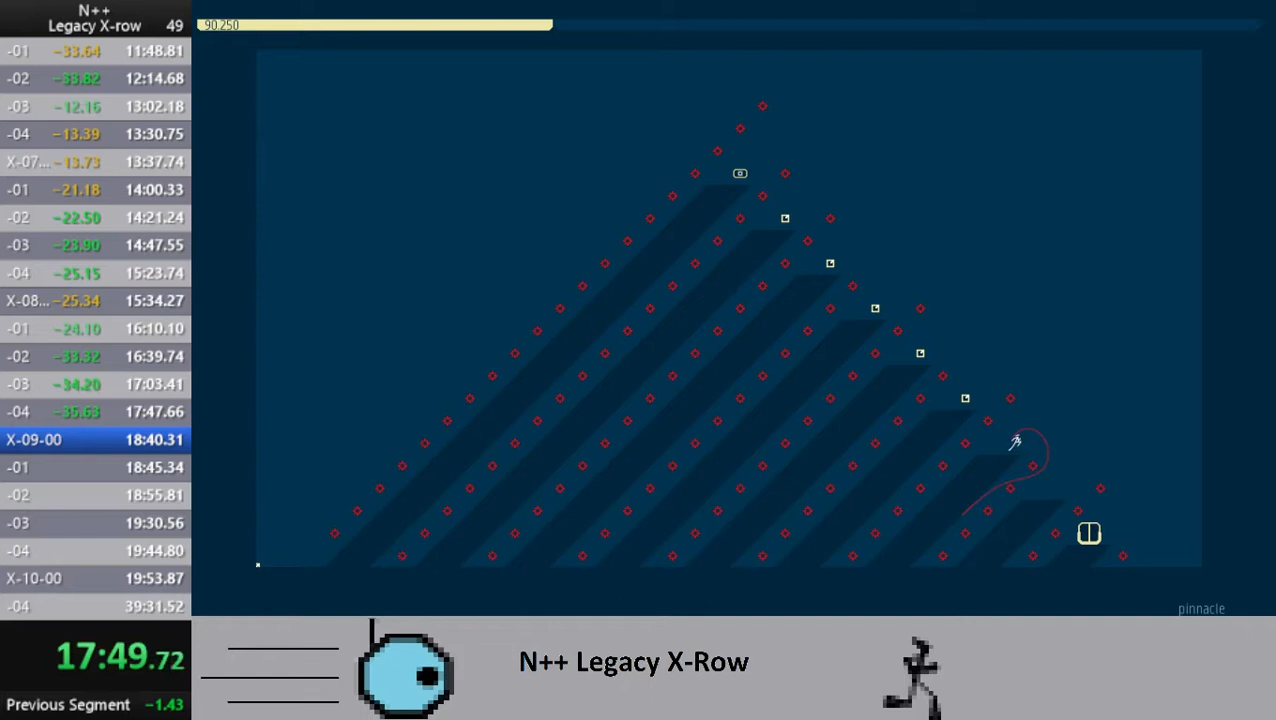 N++
Legacy X-row 49
-01 −33.64 11:48.81
-02 −33.82 12:14.68
-03 −12.16 13:02.18
-04 −13.39 13:30.75
X-07... −13.73 13:37.74
-01 −21.18 14:00.33
-02 −22.50 14:21.24
-03 −23.90 14:47.55
-04 −25.15 15:23.74
X-08... −25.34 15:34.27
-01 −24.10 16:10.10
-02 −33.32 16:39.74
-03 −34.20 17:03.41
-04 −35.63 17:47.66
X-09-00 18:40.31
-01 18:45.34
-02 18:55.81
-03 19:30.56
-04 19:44.80
X-10-00 19:53.87
-04 39:31.52
17:49.72
Previous Segment −1.43
90.250
pinnacle
N++ Legacy X-Row